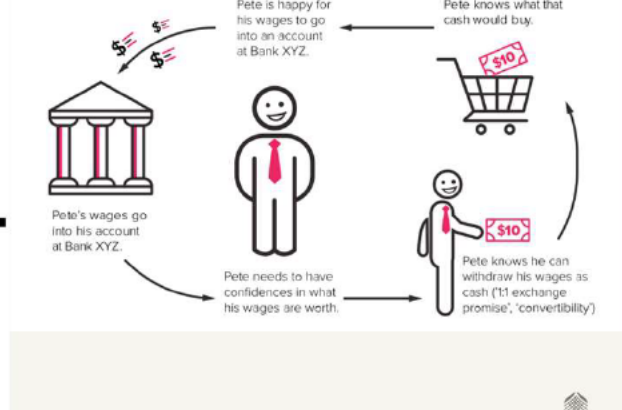 Pete is happy for
his wages to go
into an account
at Bank XYZ.
Pete knows what that
cash would buy.
$10
Pete's wages go
into his account
at Bank XYZ.
Pete needs to have
confidences in what
his wages are worth.
$10
Pete knows he can
withdraw his wages as
cash ('1:1 exchange
promise', 'convertibility')